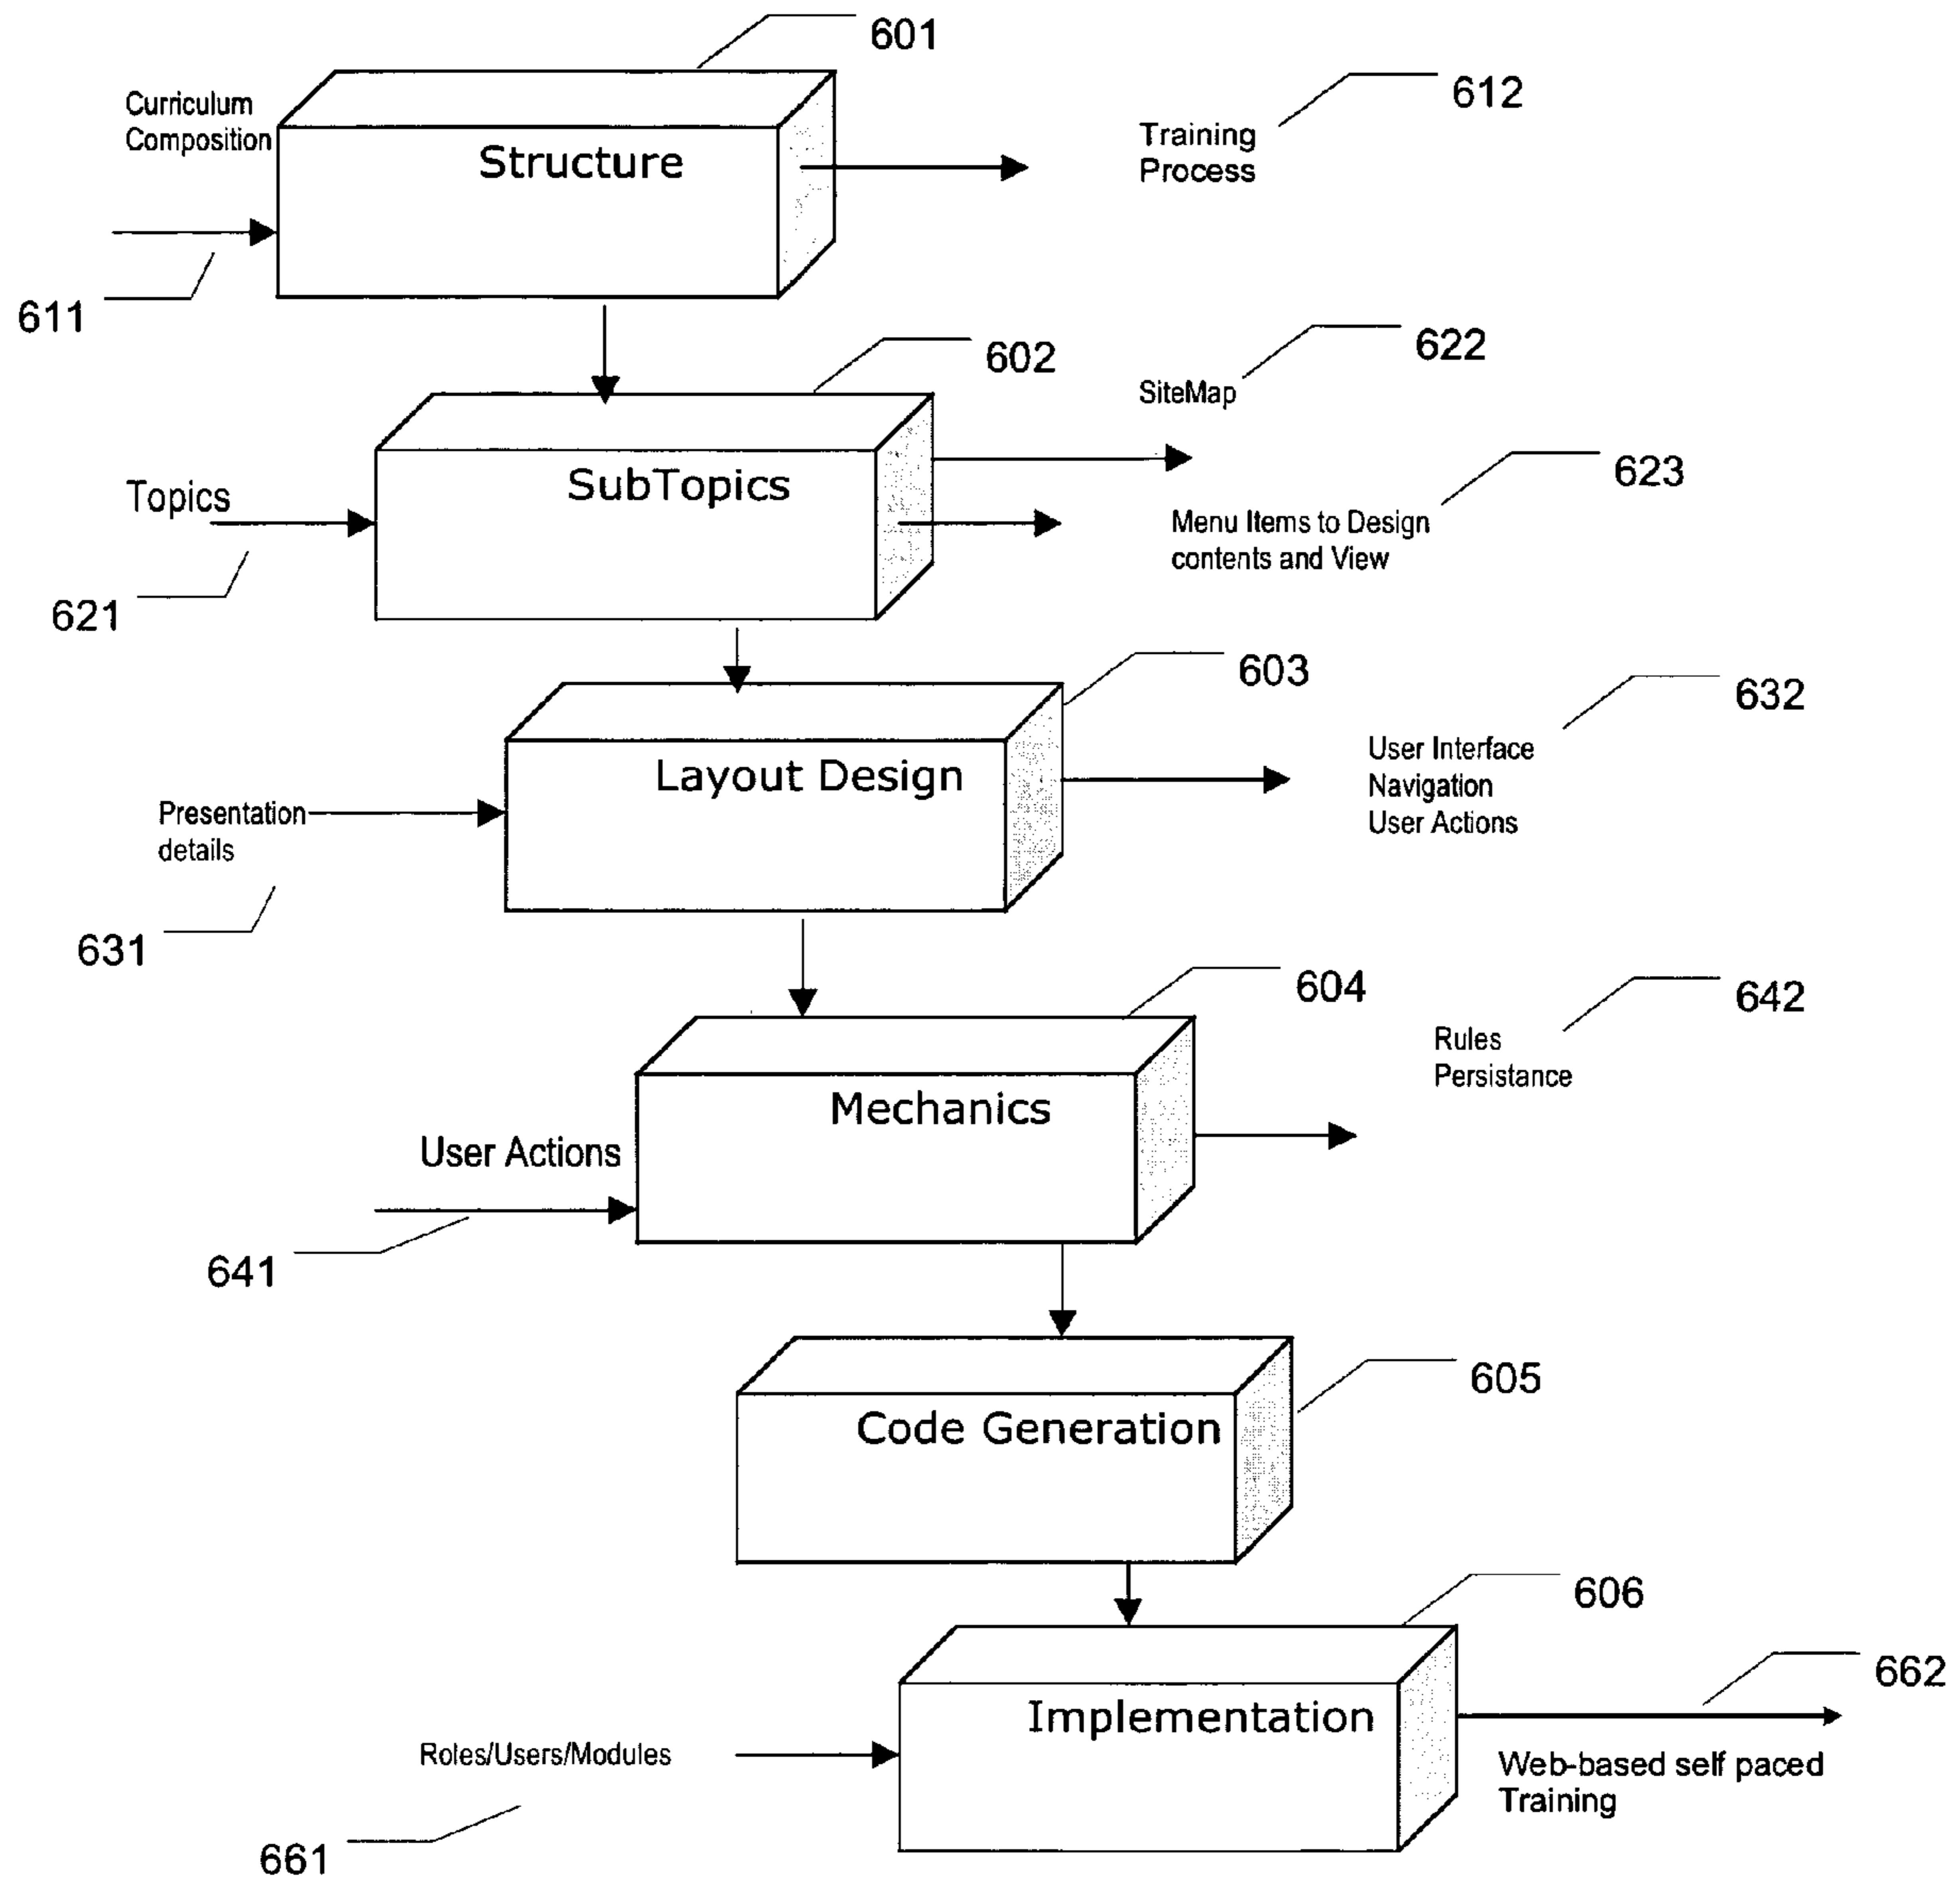 601
612
Curriculum
Composition
Training
Process
Structure
611
602
622
SiteMap
623
SubTopics
Topics
Menu Items to Design
contents and View
621
603
632
User Interface
Navigation
User Actions
Layout Design
Presentation
details
631
604
642
Rules
Persistance
Mechanics
User Actions
641
605
Code Generation
606
662
Implementation
Roles/Users/Modules
Web-based self paced
Training
661